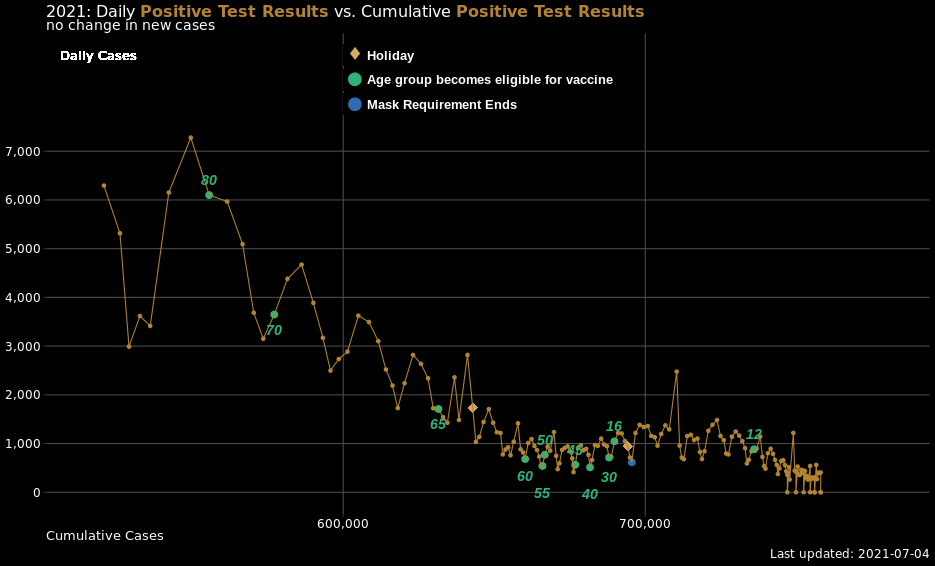 2021: Daily Positive Test Results vs. Cumulative Positive Test Results
no change in new cases
Daily Cases
Holiday
Age group becomes eligible for vaccine
Mask Requirement Ends
7,000
80
6,000
5,000
4,000
70
3,000
2,000
65
16
12
50
1,000
45
60
30
55
40
0
600,000
700,000
Cumulative Cases
Last updated: 2021-07-04